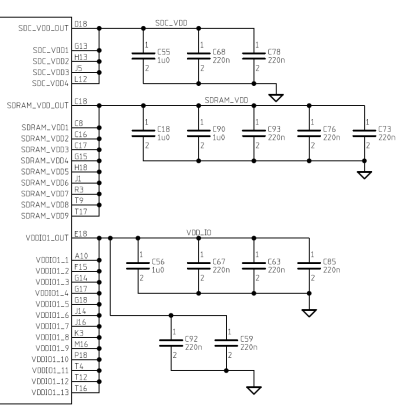 SOC_VDD_OUT D18 SOC_VDD
SOC_VDD1 G13
SOC_VDD2 H13
SOC_VDD3 J5
SOC_VDD4 L12
1 C55 1u0 2
1 C68 220n 2
1 C78 220n 2
SDRAM_VDD_OUT C18 SDRAM_VDD
SDRAM_VDD1 C8
SDRAM_VDD2 C16
SDRAM_VDD3 C17
SDRAM_VDD4 G15
SDRAM_VDD5 H18
SDRAM_VDD6 J1
SDRAM_VDD7 R3
SDRAM_VDD8 T9
SDRAM_VDD9 T17
1 C18 1u0 2
1 C90 1u0 2
1 C93 220n 2
1 C76 220n 2
1 C73 220n 2
VDDIO1_OUT E18 VDD_IO
VDDIO1_1 A10
VDDIO1_2 F15
VDDIO1_3 G14
VDDIO1_4 G17
VDDIO1_5 G18
VDDIO1_6 J14
VDDIO1_7 J16
VDDIO1_8 K3
VDDIO1_9 M16
VDDIO1_10 P18
VDDIO1_11 T4
VDDIO1_12 T12
VDDIO1_13 T16
1 C56 1u0 2
1 C67 220n 2
1 C63 220n 2
1 C85 220n 2
1 C92 220n 2
1 C59 220n 2